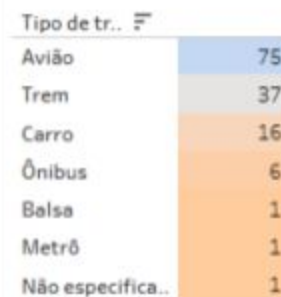 Tipo de tr..
Avião 75
Trem 37
Carro 16
Ônibus 6
Balsa 1
Metrô 1
Não especifica.. 1